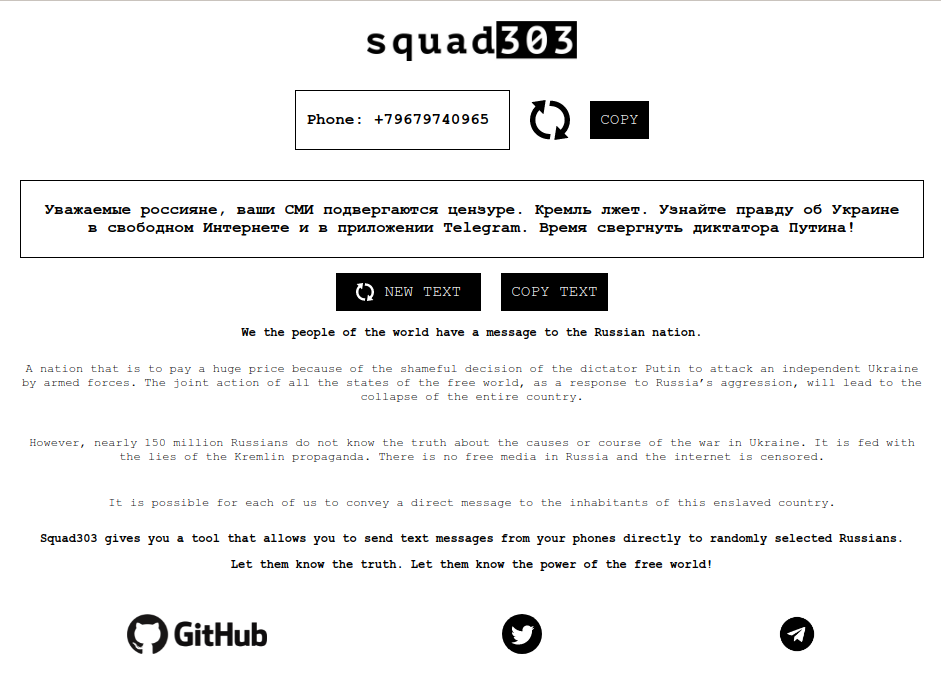 squad303
Phone: +79679740965
COPY
Уважаемые россияне, ваши СМИ подвергаются цензуре. Кремль лжет. Узнайте правду об Украине
в свободном Интернете и в приложении Telegram. Время свергнуть диктатора Путина!
NEW TEXT
COPY TEXT
We the people of the world have a message to the Russian nation.
A nation that is to pay a huge price because of the shameful decision of the dictator Putin to attack an independent Ukraine
by armed forces. The joint action of all the states of the free world, as a response to Russia’s aggression, will lead to the
collapse of the entire country.
However, nearly 150 million Russians do not know the truth about the causes or course of the war in Ukraine. It is fed with
the lies of the Kremlin propaganda. There is no free media in Russia and the internet is censored.
It is possible for each of us to convey a direct message to the inhabitants of this enslaved country.
Squad303 gives you a tool that allows you to send text messages from your phones directly to randomly selected Russians.
Let them know the truth. Let them know the power of the free world!
GitHub